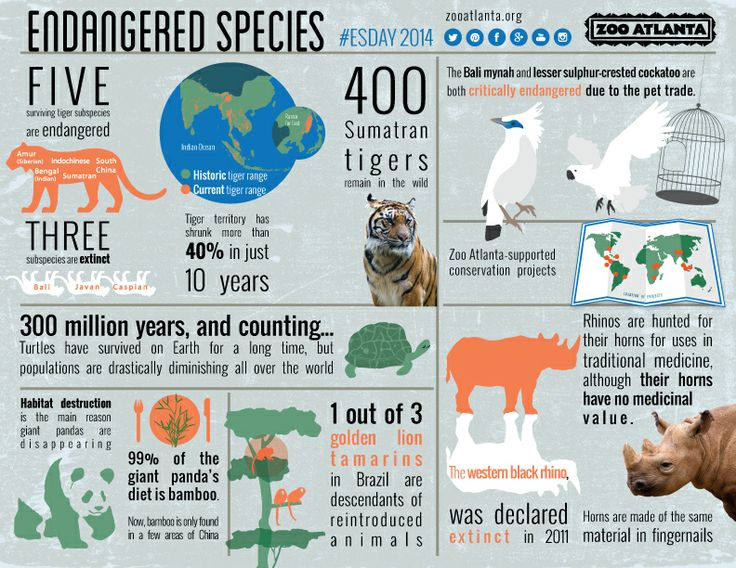 ENDANGERED SPECIES
#ESDAY 2014
zooatlanta.org
ZOO ATLANTA
FIVE
surviving tiger subspecies
are endangered
Amur
(Siberian)
Indochinese
South
China
Bengal
(Indian)
Sumatran
THREE
subspecies are extinct
Bali
Javan
Caspian
Indian Ocean
Russia
far East
Historic tiger range
Current tiger range
Tiger territory has
shrunk more than
40% in just
10 years
400
Sumatran
tigers
remain in the wild
The Bali mynah and lesser sulphur-crested cockatoo are
both critically endangered due to the pet trade.
Zoo Atlanta-supported
conservation projects
300 million years, and counting...
Turtles have survived on Earth for a long time, but
populations are drastically diminishing all over the world
Habitat destruction
is the main reason
giant pandas are
disappearing
99% of the
giant panda's
diet is bamboo.
Now, bamboo is only found
in a few areas of China
1 out of 3
golden lion
tamarins
in Brazil are
descendants of
reintroduced
animals
The western black rhino,
was declared
extinct in 2011
Rhinos are hunted for
their horns for uses in
traditional medicine,
although their horns
have no medicinal
value.
Horns are made of the same
material in fingernails